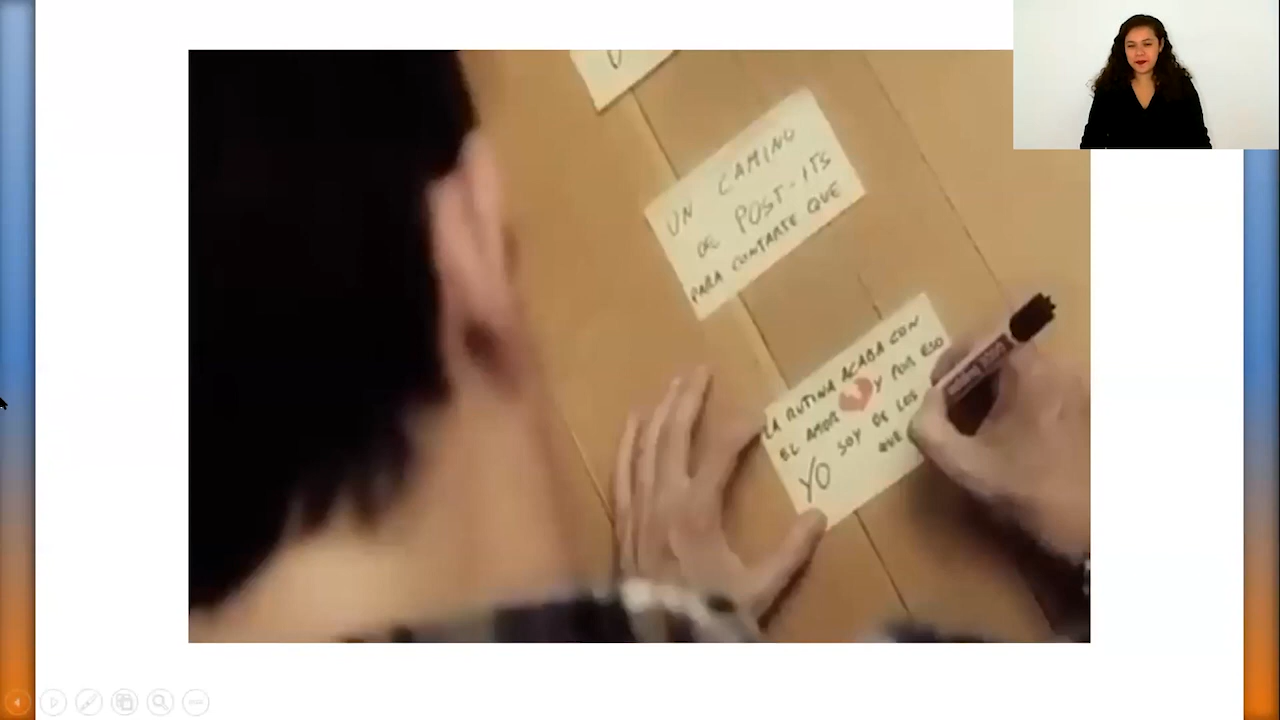 UN CAMINO
DE POST-ITS
PARA CONTARTE QUE
LA RUTINA ACABA CON
EL AMOR Y POR ESO
YO SOY DE LOS
QUE